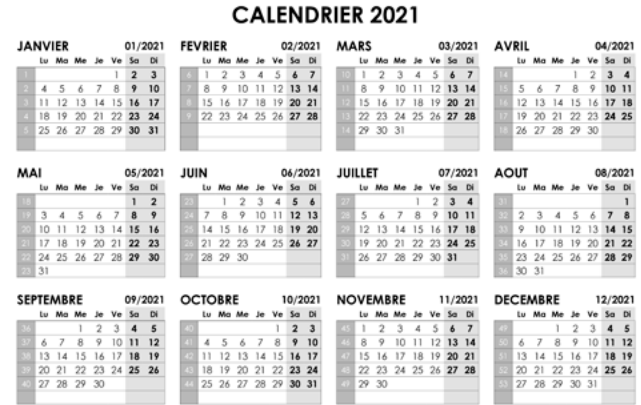 CALENDRIER 2021
JANVIER 01/2021
Lu Ma Me Je Ve Sa Di
1 1 2 3
2 4 5 6 7 8 9 10
3 11 12 13 14 15 16 17
4 18 19 20 21 22 23 24
5 25 26 27 28 29 30 31
FEVRIER 02/2021
Lu Ma Me Je Ve Sa Di
6 1 2 3 4 5 6 7
7 8 9 10 11 12 13 14
8 15 16 17 18 19 20 21
9 22 23 24 25 26 27 28
MARS 03/2021
Lu Ma Me Je Ve Sa Di
10 1 2 3 4 5 6 7
11 8 9 10 11 12 13 14
12 15 16 17 18 19 20 21
13 22 23 24 25 26 27 28
14 29 30 31
AVRIL 04/2021
Lu Ma Me Je Ve Sa Di
14 1 2 3 4
15 5 6 7 8 9 10 11
16 12 13 14 15 16 17 18
17 19 20 21 22 23 24 25
18 26 27 28 29 30
MAI 05/2021
Lu Ma Me Je Ve Sa Di
18 1 2
19 3 4 5 6 7 8 9
20 10 11 12 13 14 15 16
21 17 18 19 20 21 22 23
22 24 25 26 27 28 29 30
23 31
JUIN 06/2021
Lu Ma Me Je Ve Sa Di
23 1 2 3 4 5 6
24 7 8 9 10 11 12 13
25 14 15 16 17 18 19 20
26 21 22 23 24 25 26 27
27 28 29 30
JUILLET 07/2021
Lu Ma Me Je Ve Sa Di
27 1 2 3 4
28 5 6 7 8 9 10 11
29 12 13 14 15 16 17 18
30 19 20 21 22 23 24 25
31 26 27 28 29 30 31
AOUT 08/2021
Lu Ma Me Je Ve Sa Di
31 1
32 2 3 4 5 6 7 8
33 9 10 11 12 13 14 15
34 16 17 18 19 20 21 22
35 23 24 25 26 27 28 29
36 30 31
SEPTEMBRE 09/2021
Lu Ma Me Je Ve Sa Di
36 1 2 3 4 5
37 6 7 8 9 10 11 12
38 13 14 15 16 17 18 19
39 20 21 22 23 24 25 26
40 27 28 29 30
OCTOBRE 10/2021
Lu Ma Me Je Ve Sa Di
40 1 2 3
41 4 5 6 7 8 9 10
42 11 12 13 14 15 16 17
43 18 19 20 21 22 23 24
44 25 26 27 28 29 30 31
NOVEMBRE 11/2021
Lu Ma Me Je Ve Sa Di
45 1 2 3 4 5 6 7
46 8 9 10 11 12 13 14
47 15 16 17 18 19 20 21
48 22 23 24 25 26 27 28
49 29 30
DECEMBRE 12/2021
Lu Ma Me Je Ve Sa Di
49 1 2 3 4 5
50 6 7 8 9 10 11 12
51 13 14 15 16 17 18 19
52 20 21 22 23 24 25 26
53 27 28 29 30 31